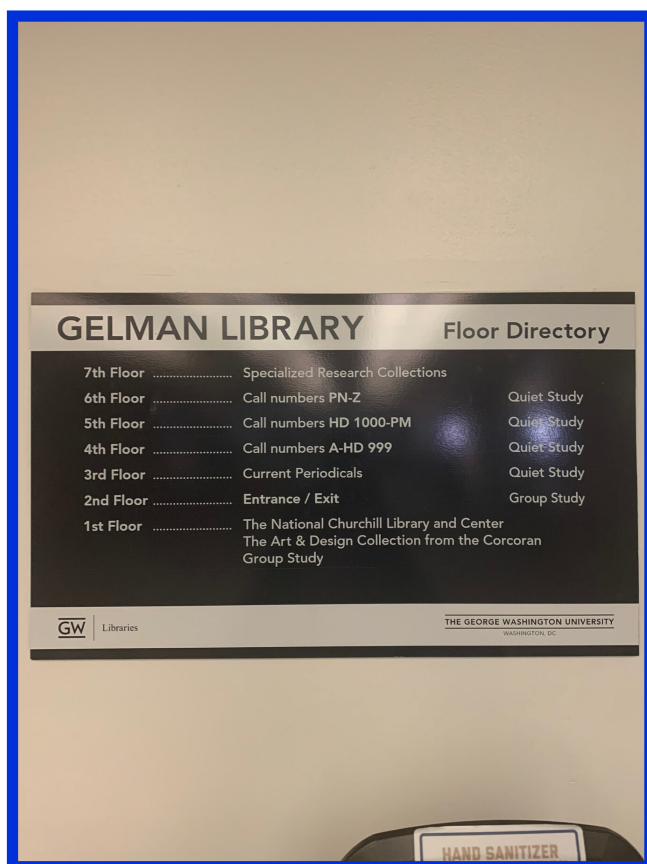 GELMAN LIBRARY Floor Directory
7th Floor ........................ Specialized Research Collections
6th Floor ........................ Call numbers PN-Z Quiet Study
5th Floor ........................ Call numbers HD 1000-PM Quiet Study
4th Floor ........................ Call numbers A-HD 999 Quiet Study
3rd Floor ........................ Current Periodicals Quiet Study
2nd Floor ........................ Entrance / Exit Group Study
1st Floor ........................ The National Churchill Library and Center
The Art & Design Collection from the Corcoran
Group Study
GW Libraries THE GEORGE WASHINGTON UNIVERSITY
WASHINGTON, DC
HAND SANITIZER